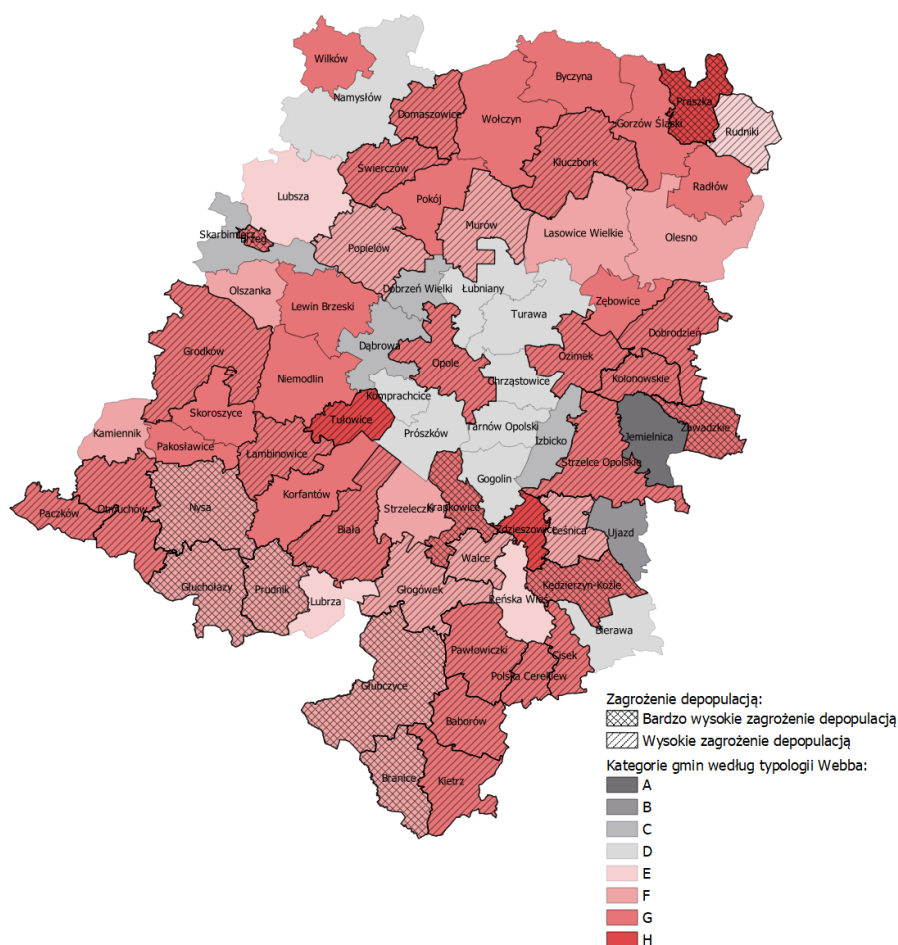 Wilków
Namysłów
Byczyna
Praszka
Domaszowice
Wołczyn
Gorzów Śląski
Rudniki
Kluczbork
Świerczów
Radłów
Lubsza
Pokój
Murów
Lasowice Wielkie
Olesno
Skarbimierz
Brzeg
Popielów
Olszanka
Dobrzeń Wielki
Łubniany
Lewin Brzeski
Zębowice
Turawa
Dobrodzień
Grodków
Dąbrowa
Opole
Ozimek
Niemodlin
Chrząstowice
Kolonowskie
Komprachcice
Skoroszyce
Tułowice
Kamiennik
Prószków
Tarnów Opolski
Izbicko
Jemielnica
Zawadzkie
Pakosławice
Łambinowice
Strzelce Opolskie
Gogolin
Korfantów
Paczków
Otmuchów
Nysa
Strzeleczki
Krapkowice
Biała
Zdzieszowice
Leśnica
Ujazd
Walce
Głuchołazy
Prudnik
Lubrza
Głogówek
Reńska Wieś
Kędzierzyn-Koźle
Bierawa
Pawłowiczki
Cisek
Polska Cerekiew
Głubczyce
Baborów
Branice
Kietrz
Zagrożenie depopulacją:
Bardzo wysokie zagrożenie depopulacją
Wysokie zagrożenie depopulacją
Kategorie gmin według typologii Webba:
A
B
C
D
E
F
G
H